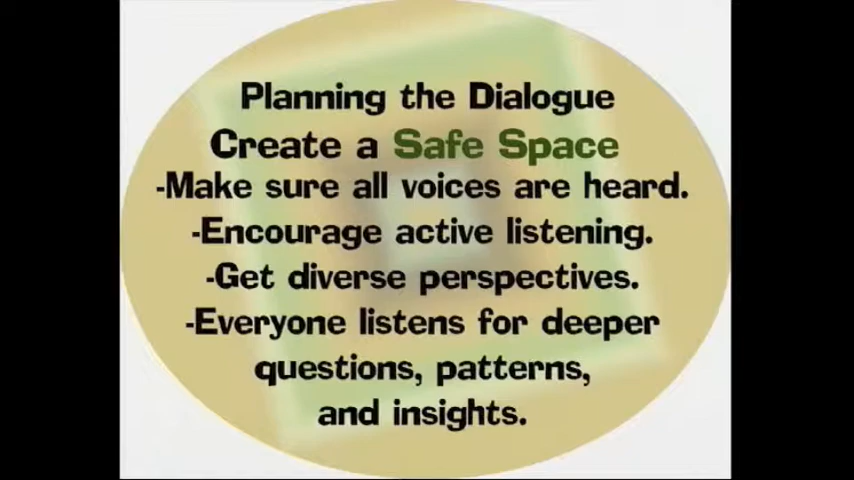 Planning the Dialogue
Create a Safe Space
-Make sure all voices are heard.
-Encourage active listening.
-Get diverse perspectives.
-Everyone listens for deeper
questions, patterns,
and insights.